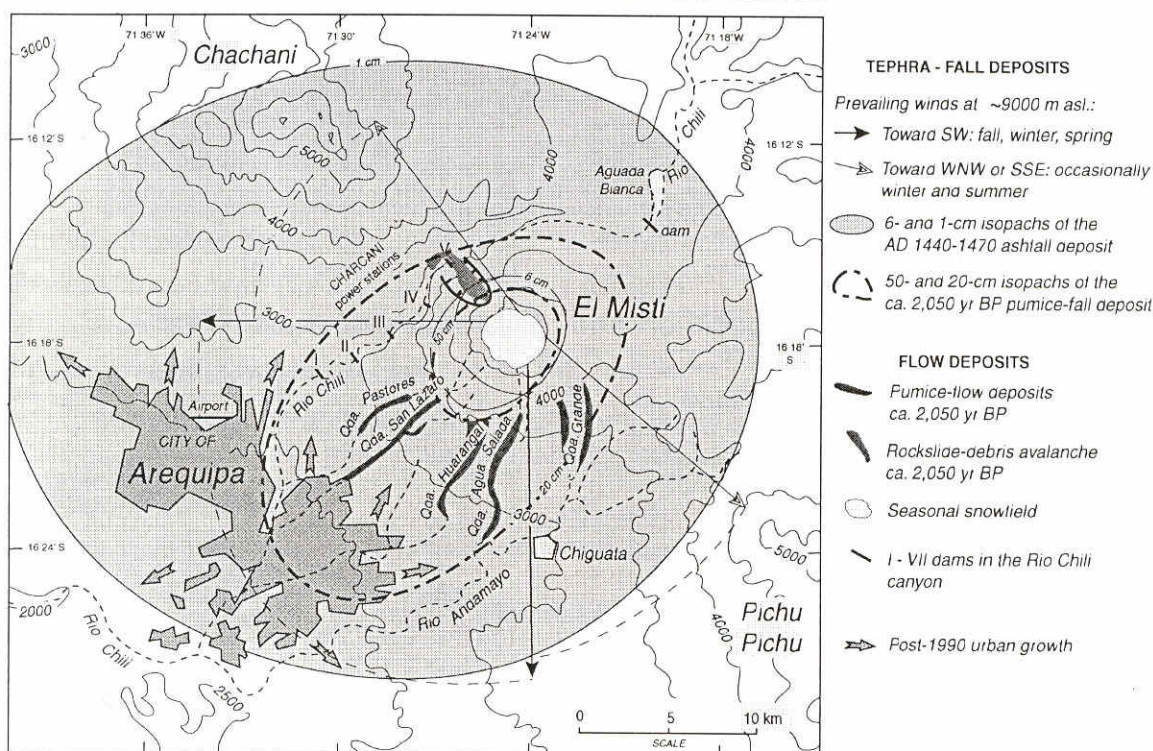 71 36' W
71 30'
71 24'
71 18'W
3000
Chachani
1 cm
Chili
16 12' S
5000
4000
16 12' S
4000
Aguada
Blanca
Rio
4000
dam
CHARCANI
power stations
6 cm
IV
El Misti
3000
III
50 cm
16 18' S
II
16 18'
S
Rio Chili
Qda. Pastores
Qda. San Lazaro
4000
Airport
CITY OF
Arequipa
Qda. Huarangal
Qda. Agua Salada
Qda. Grande
20 cm
3000
16 24' S
Chiguata
5000
Rio Andamayo
2000
Rio
Chili
2500
4000
Pichu
Pichu
0 5 10 km
SCALE
TEPHRA - FALL DEPOSITS
Prevailing winds at ~9000 m asl.:
Toward SW: fall, winter, spring
Toward WNW or SSE: occasionally
winter and summer
6- and 1-cm isopachs of the
AD 1440-1470 ashfall deposit
50- and 20-cm isopachs of the
ca. 2,050 yr BP pumice-fall deposit
FLOW DEPOSITS
Pumice-flow deposits
ca. 2,050 yr BP
Rockslide-debris avalanche
ca. 2,050 yr BP
Seasonal snowfield
I - VII dams in the Rio Chili
canyon
Post-1990 urban growth